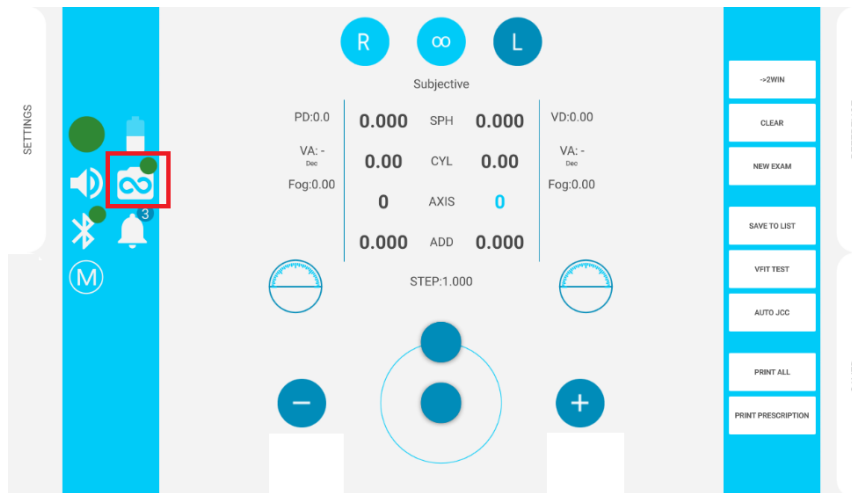 SETTINGS
3
M
R ∞ L
Subjective
PD:0.0
VA: -
Dec
Fog:0.00
0.000 SPH 0.000
0.00 CYL 0.00
0 AXIS 0
0.000 ADD 0.000
VD:0.00
VA: -
Dec
Fog:0.00
STEP:1.000
−
+
->2WIN
CLEAR
NEW EXAM
SAVE TO LIST
VFIT TEST
AUTO JCC
PRINT ALL
PRINT PRESCRIPTION